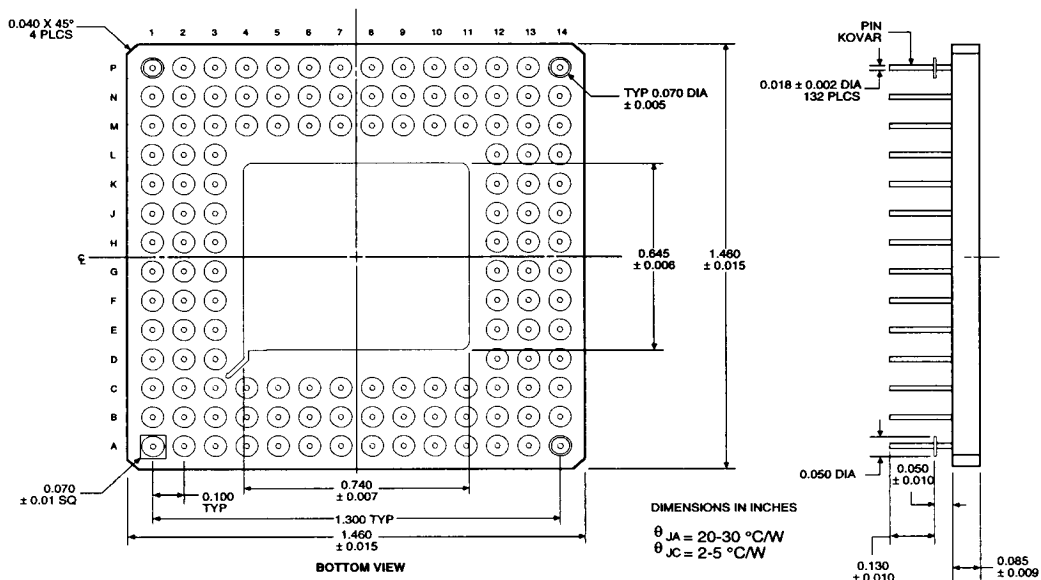 0.040 X 45°
4 PLCS
1 2 3 4 5 6 7 8 9 10 11 12 13 14
P
N
M
L
K
J
H
G
F
E
D
C
B
A
℄
TYP 0.070 DIA
± 0.005
0.645
± 0.006
1.460
± 0.015
0.070
± 0.01 SQ
0.100
TYP
0.740
± 0.007
1.300 TYP
1.460
± 0.015
BOTTOM VIEW
PIN
KOVAR
0.018 ± 0.002 DIA
132 PLCS
0.050 DIA
0.050
± 0.010
DIMENSIONS IN INCHES
θ JA = 20-30 °C/W
θ JC = 2-5 °C/W
0.130
± 0.010
0.085
± 0.009